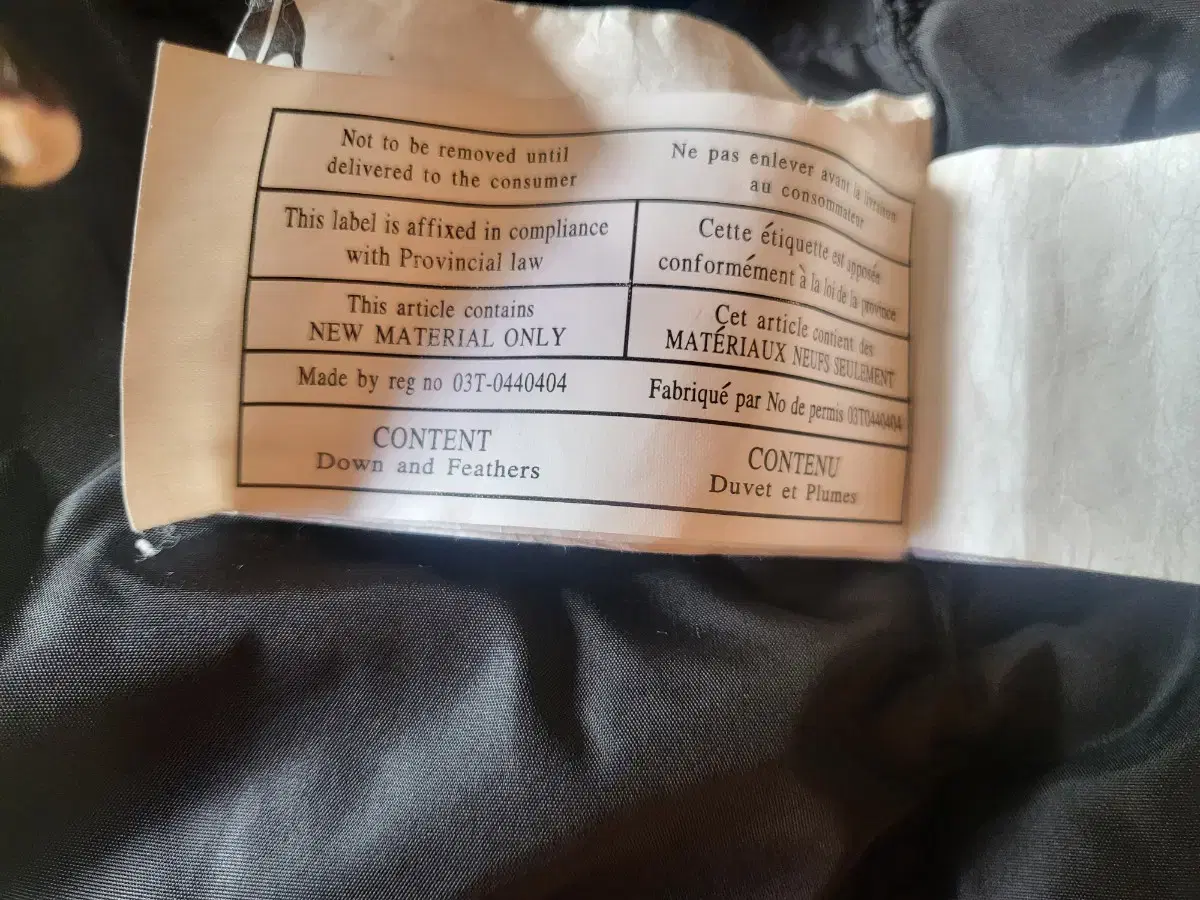 Not to be removed until
delivered to the consumer
Ne pas enlever avant la livraison
au consommateur
This label is affixed in compliance
with Provincial law
Cette étiquette est apposée
conformément à la loi de la province
This article contains
NEW MATERIAL ONLY
Cet article contient des
MATÉRIAUX NEUFS SEULEMENT
Made by reg no 03T-0440404
Fabriqué par No de permis 03T0440404
CONTENT
Down and Feathers
CONTENU
Duvet et Plumes